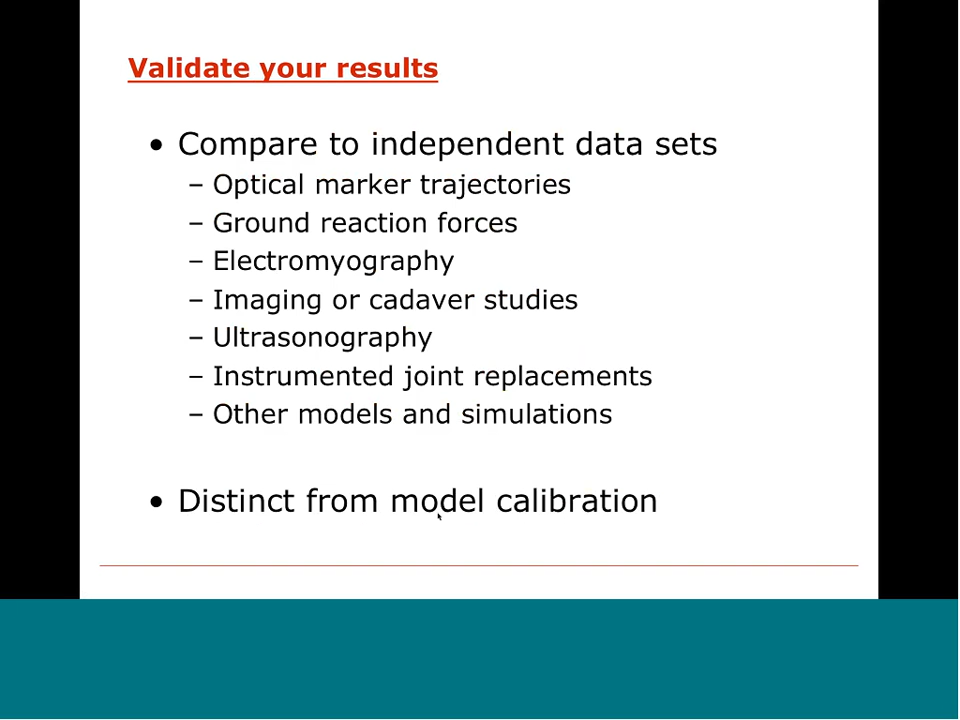 Validate your results
• Compare to independent data sets
– Optical marker trajectories
– Ground reaction forces
– Electromyography
– Imaging or cadaver studies
– Ultrasonography
– Instrumented joint replacements
– Other models and simulations
• Distinct from model calibration